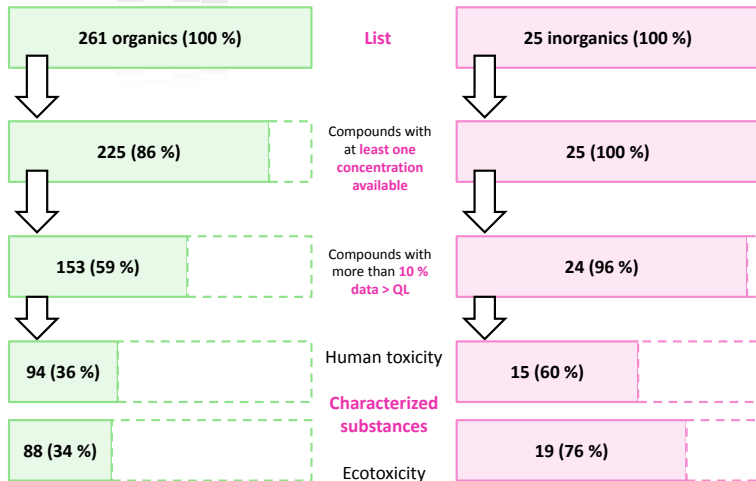 261 organics (100 %)
List
25 inorganics (100 %)
225 (86 %)
Compounds with
at least one
concentration
available
25 (100 %)
153 (59 %)
Compounds with
more than 10 %
data > QL
24 (96 %)
94 (36 %)
Human toxicity
15 (60 %)
Characterized
substances
88 (34 %)
19 (76 %)
Ecotoxicity